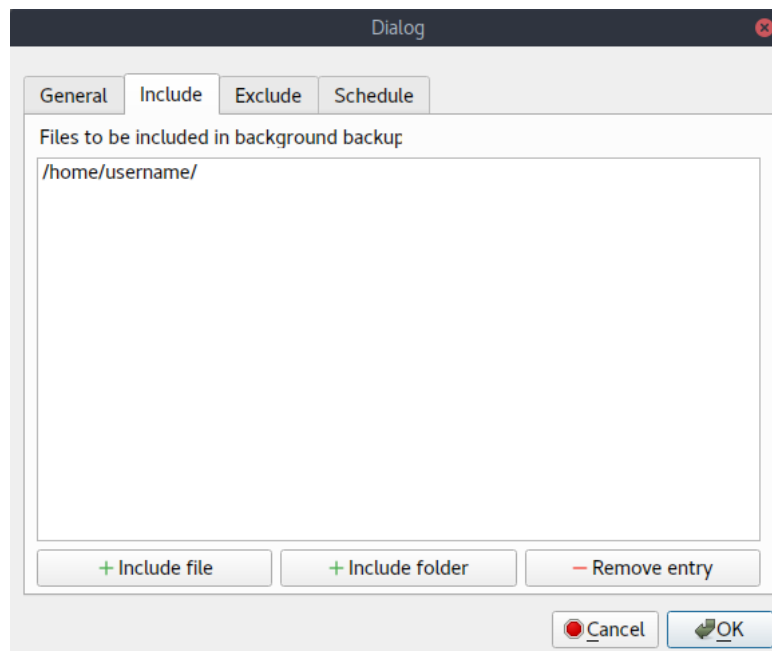 Dialog
General Include Exclude Schedule
Files to be included in background backup
/home/username/
+ Include file + Include folder − Remove entry
Cancel OK